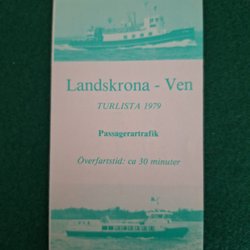 Landskrona - Ven
TURLISTA 1979
Passagerartrafik
Överfartstid: ca 30 minuter